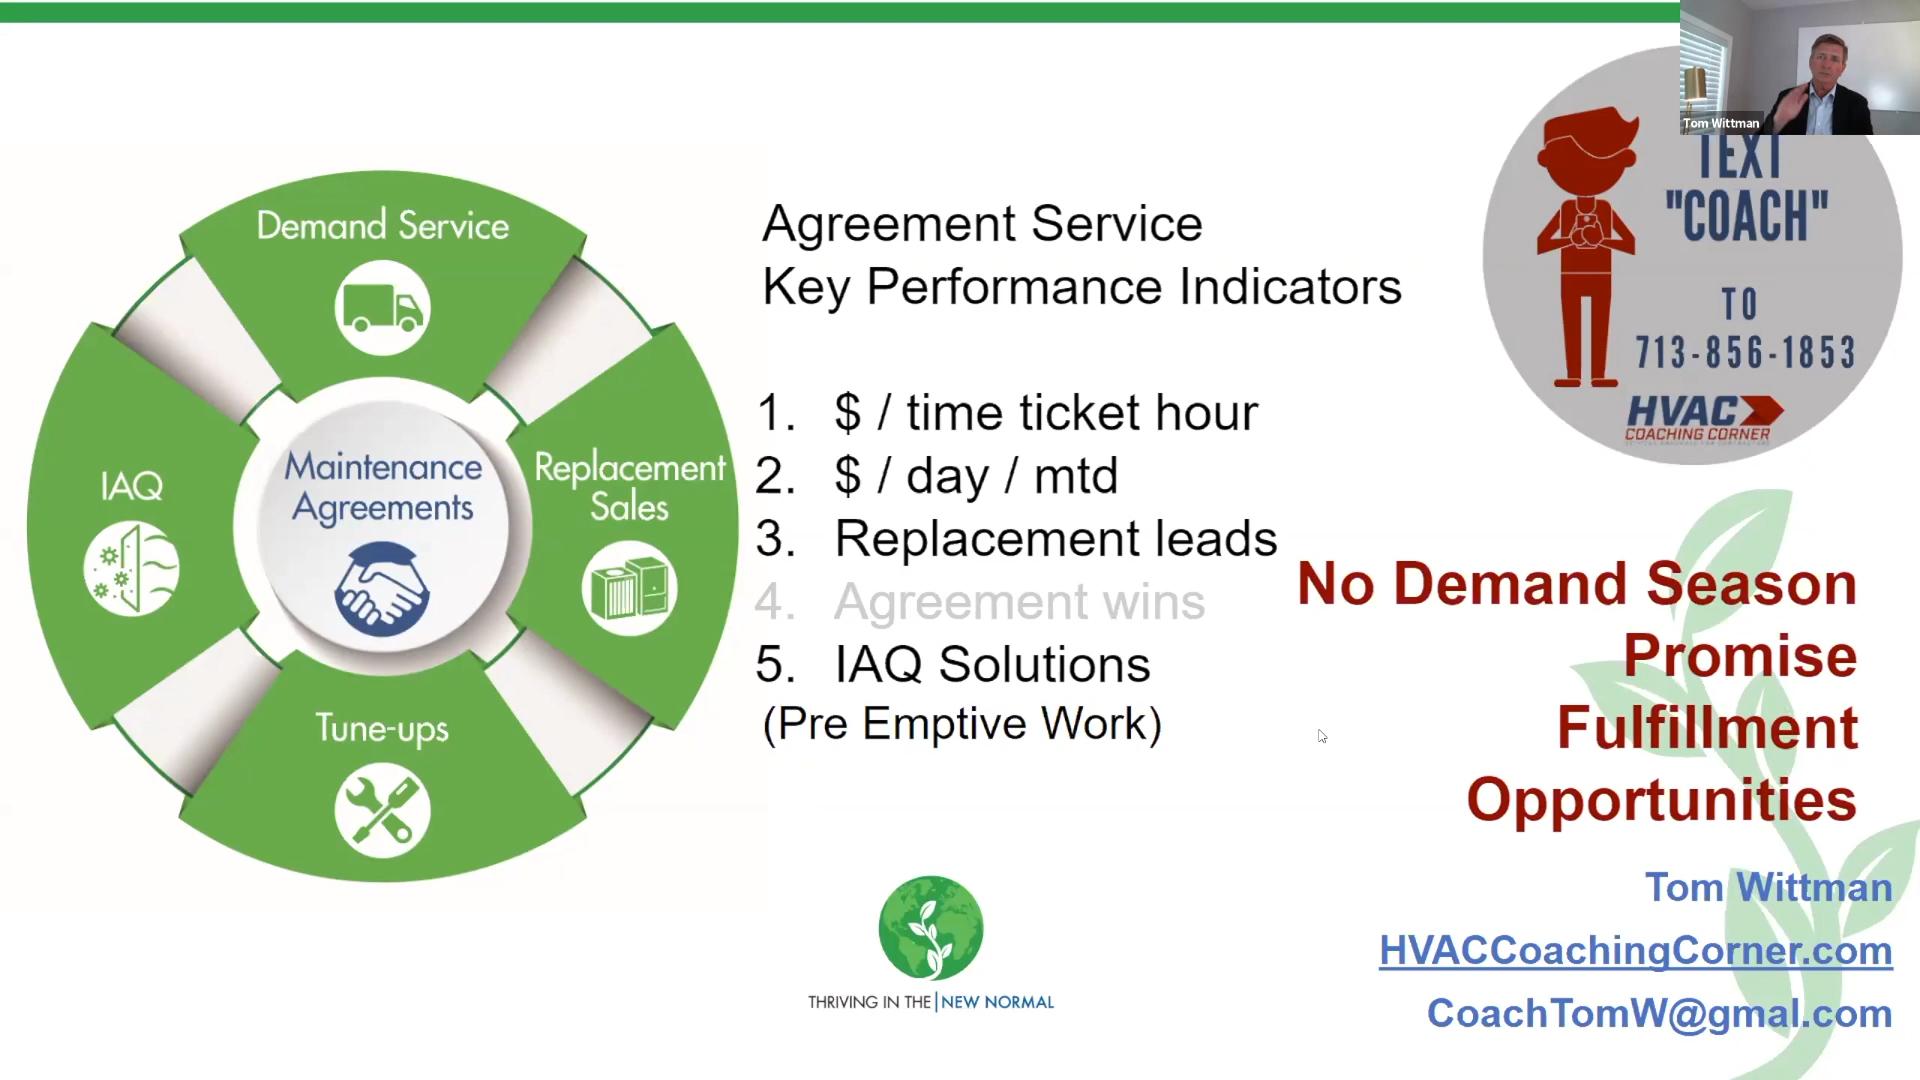 Tom Wittman
TEXT
"COACH"
TO
713-856-1853
HVAC
COACHING CORNER
Demand Service
IAQ
Maintenance
Agreements
Replacement
Sales
Tune-ups
Agreement Service
Key Performance Indicators
1. $ / time ticket hour
2. $ / day / mtd
3. Replacement leads
4. Agreement wins
5. IAQ Solutions
(Pre Emptive Work)
No Demand Season
Promise
Fulfillment
Opportunities
Tom Wittman
HVACCoachingCorner.com
CoachTomW@gmal.com
THRIVING IN THE|NEW NORMAL